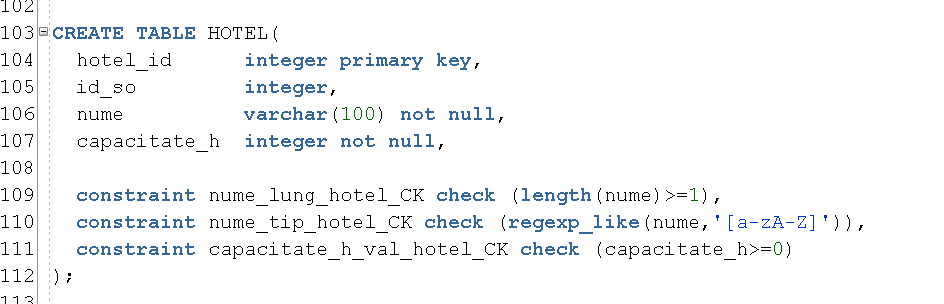 102
103 CREATE TABLE HOTEL(
104 hotel_id integer primary key,
105 id_so integer,
106 nume varchar(100) not null,
107 capacitate_h integer not null,
108
109 constraint nume_lung_hotel_CK check (length(nume)>=1),
110 constraint nume_tip_hotel_CK check (regexp_like(nume,'[a-zA-Z]')),
111 constraint capacitate_h_val_hotel_CK check (capacitate_h>=0)
112 );
113